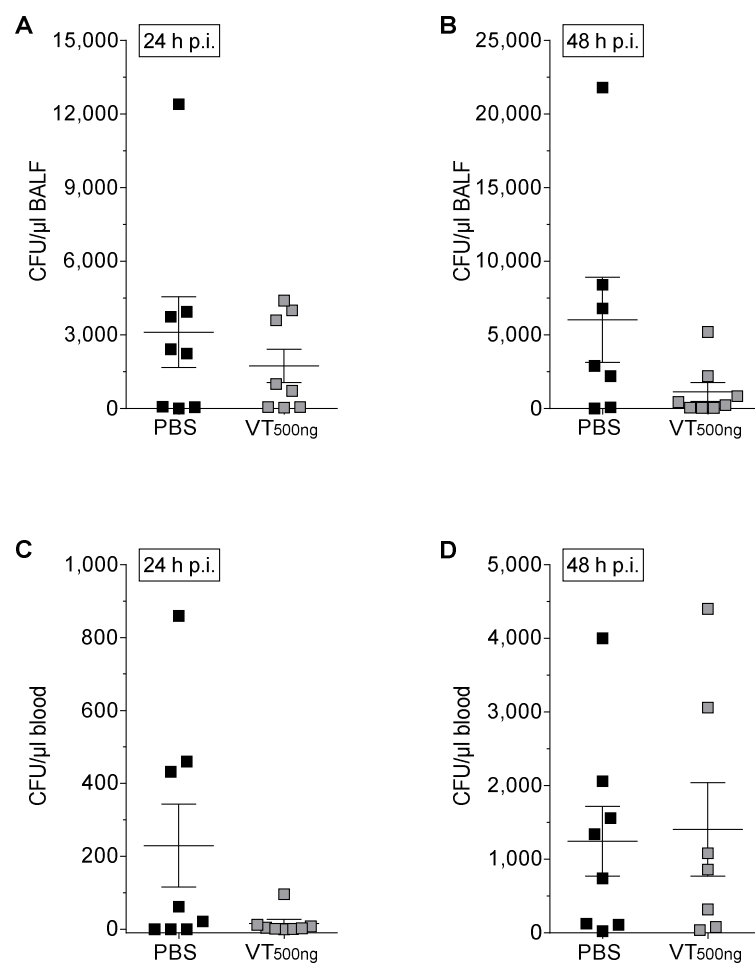 A
24 h p.i.
15,000
12,000
9,000
6,000
3,000
0
CFU/µl BALF
PBS VT500ng
B
48 h p.i.
25,000
20,000
15,000
10,000
5,000
0
CFU/µl BALF
PBS VT500ng
C
24 h p.i.
1,000
800
600
400
200
0
CFU/µl blood
PBS VT500ng
D
48 h p.i.
5,000
4,000
3,000
2,000
1,000
0
CFU/µl blood
PBS VT500ng